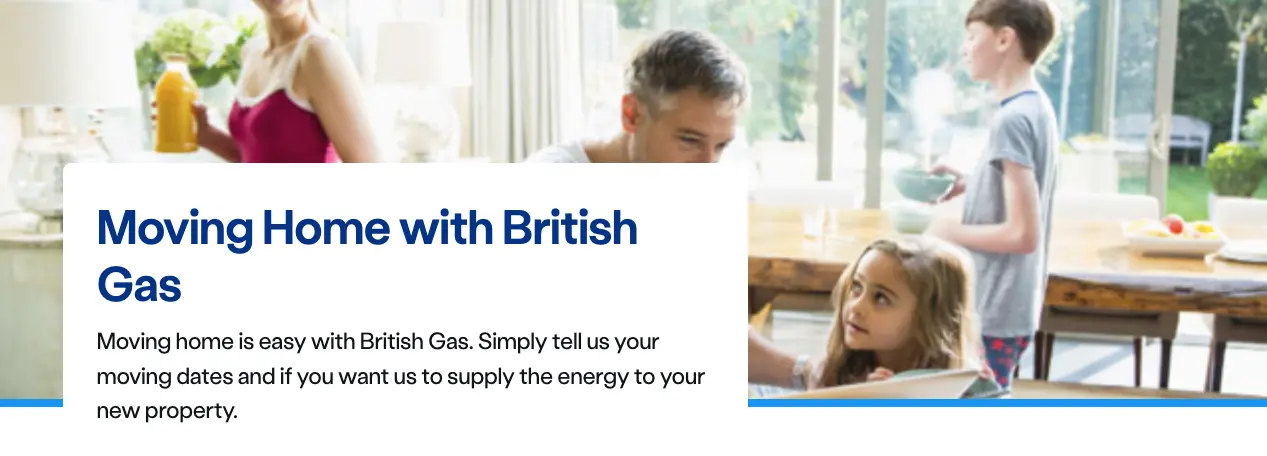 Moving Home with British
Gas
Moving home is easy with British Gas. Simply tell us your
moving dates and if you want us to supply the energy to your
new property.